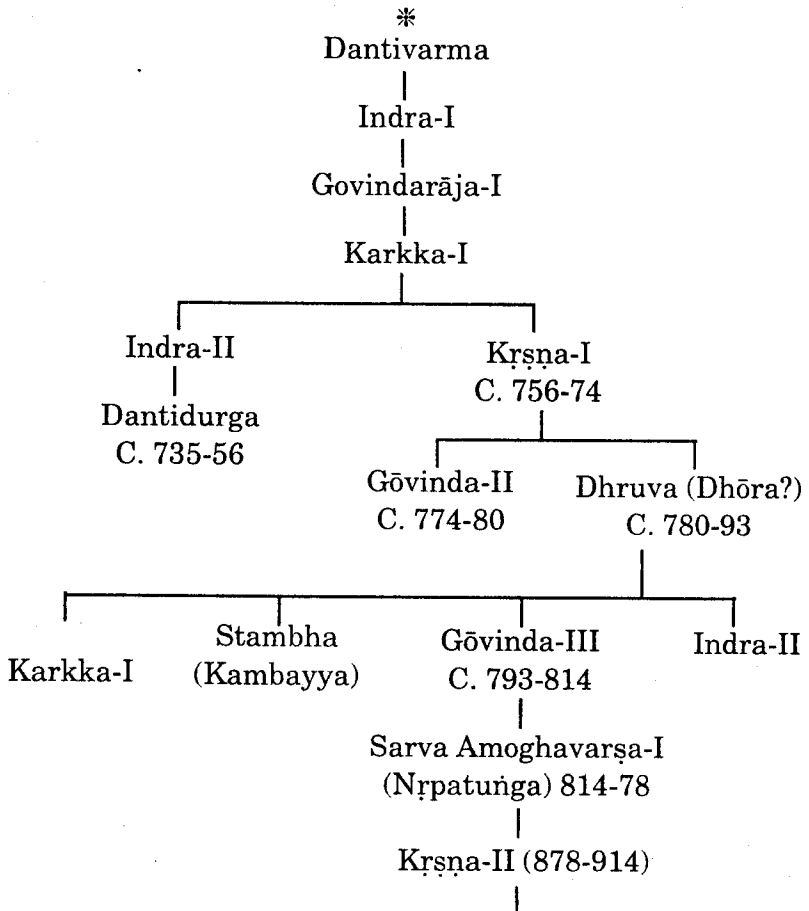 *
Dantivarma
Indra-I
Govindarāja-I
Karkka-I
Indra-II
Dantidurga
C. 735-56
Kṛṣṇa-I
C. 756-74
Gōvinda-II
C. 774-80
Dhruva (Dhōra?)
C. 780-93
Karkka-I
Stambha
(Kambayya)
Gōvinda-III
C. 793-814
Indra-II
Sarva Amoghavarṣa-I
(Nṛpatuṅga) 814-78
Kṛṣṇa-II (878-914)